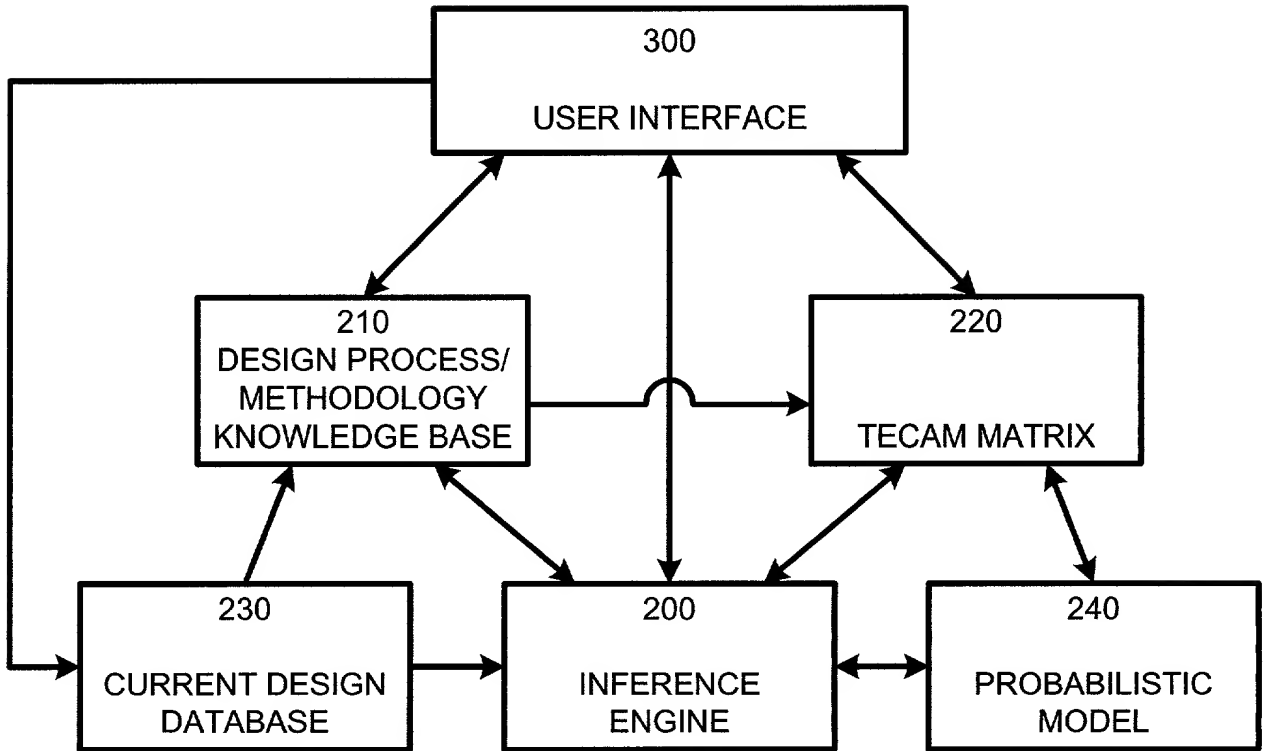 300
USER INTERFACE
210
DESIGN PROCESS/
METHODOLOGY
KNOWLEDGE BASE
220
TECAM MATRIX
230
CURRENT DESIGN
DATABASE
200
INFERENCE
ENGINE
240
PROBABILISTIC
MODEL